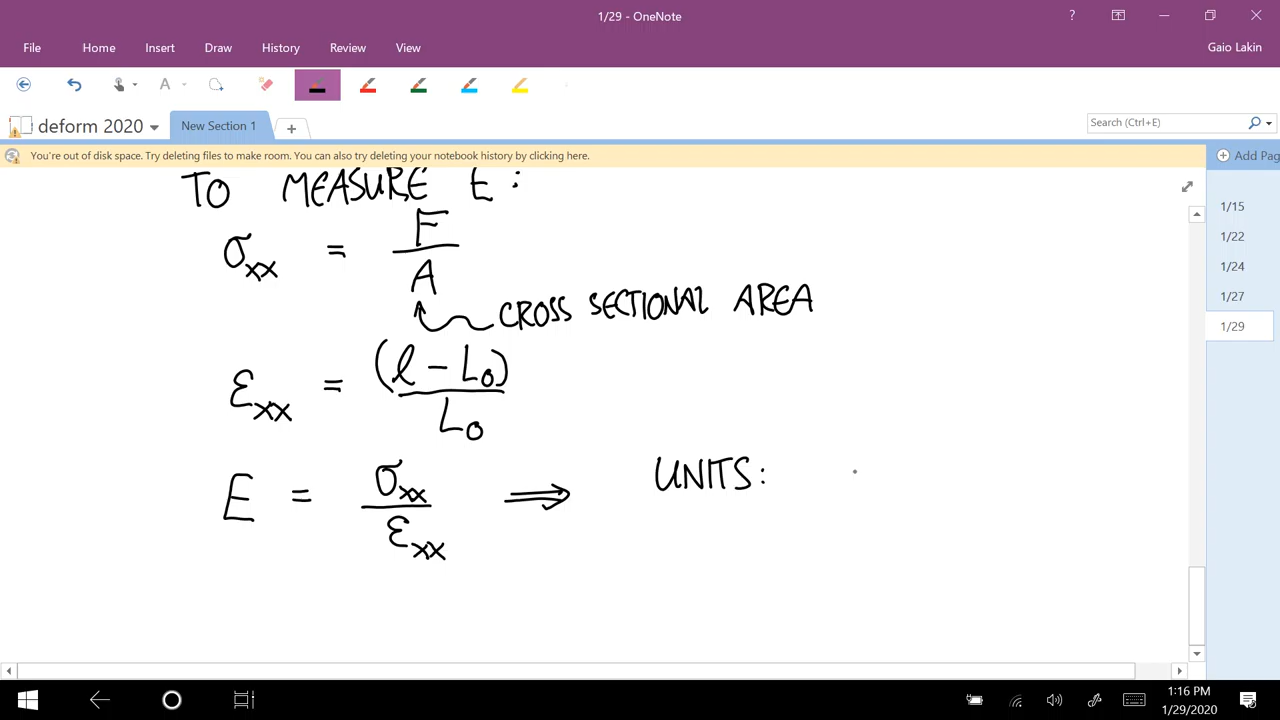 1/29 - OneNote
?
File Home Insert Draw History Review View Gaio Lakin
A
deform 2020 New Section 1 + Search (Ctrl+E)
You're out of disk space. Try deleting files to make room. You can also try deleting your notebook history by clicking here. Add Pag
TO MEASURE E :
σxx = F / A
CROSS SECTIONAL AREA
εxx = (l - L0) / L0
E = σxx / εxx ⟹ UNITS:
1/15
1/22
1/24
1/27
1/29
1:16 PM
1/29/2020